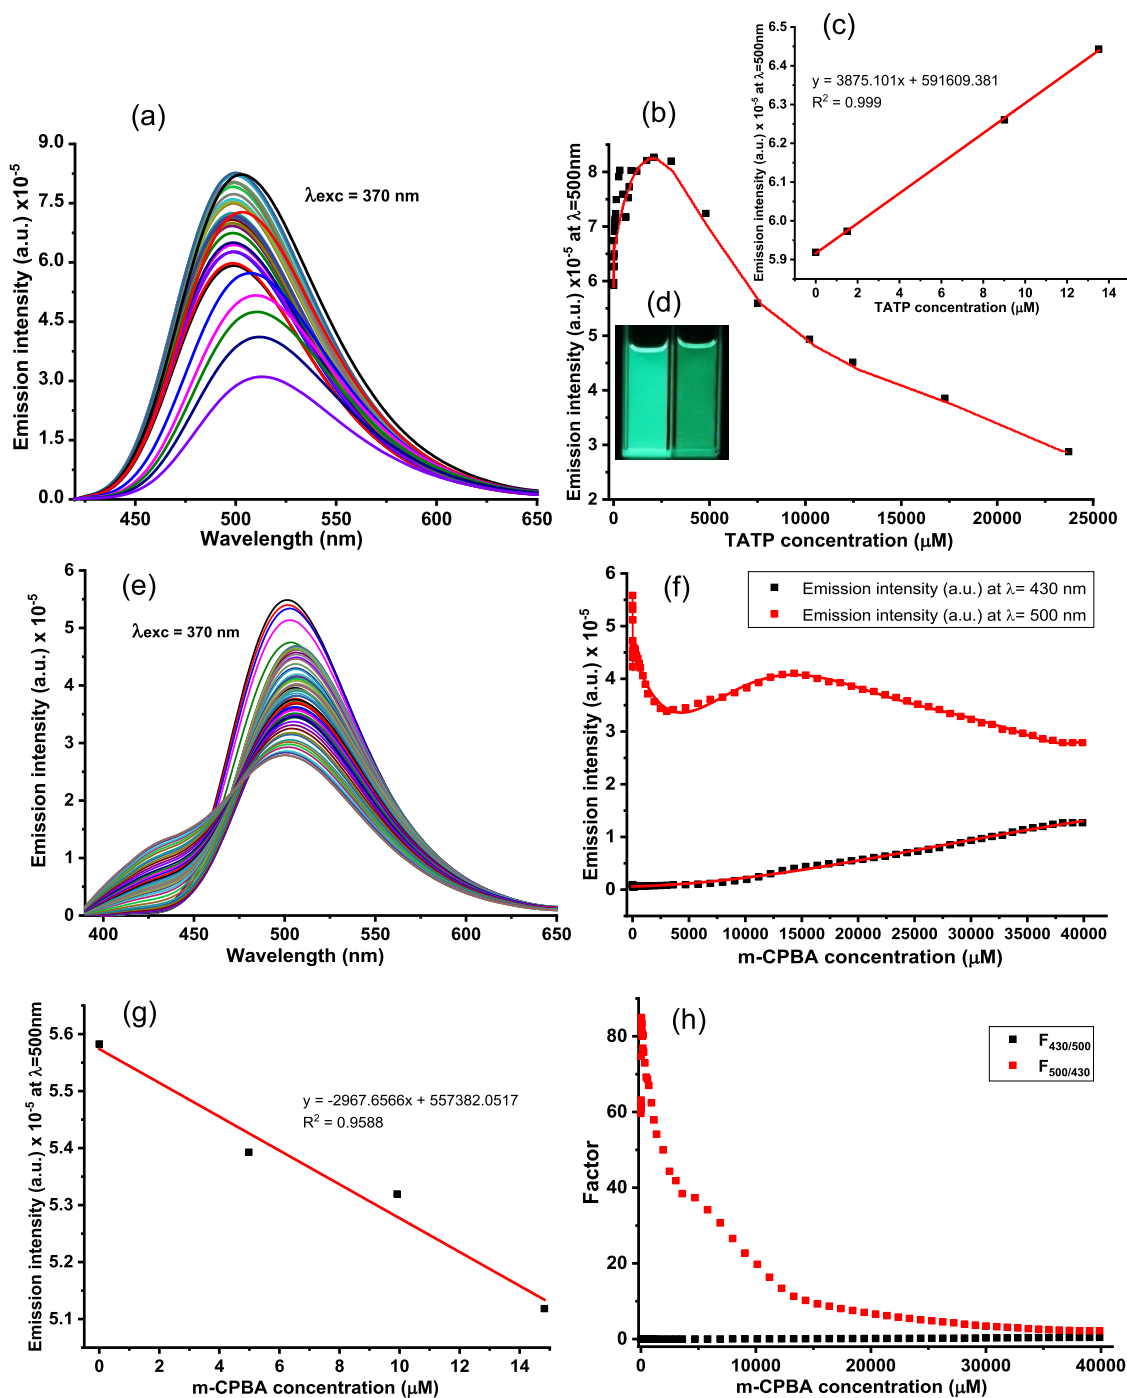 (a)
9.0
7.5
6.0
4.5
3.0
1.5
0.0
Emission intensity (a.u.) x10-5
λexc = 370 nm
450 500 550 600 650
Wavelength (nm)
(b)
8
7
6
5
4
3
2
Emission intensity (a.u.) x10-5 at λ=500nm
0 5000 10000 15000 20000 25000
TATP concentration (μM)
(c)
6.5
6.4
6.3
6.2
6.1
6.0
5.9
Emission intensity (a.u.) x 10-5 at λ=500nm
y = 3875.101x + 591609.381
R2 = 0.999
0 2 4 6 8 10 12 14
TATP concentration (μM)
(d)
(e)
6
5
4
3
2
1
0
Emission intensity (a.u.) x 10-5
λexc = 370 nm
400 450 500 550 600 650
Wavelength (nm)
(f)
Emission intensity (a.u.) at λ= 430 nm
Emission intensity (a.u.) at λ= 500 nm
6
5
4
3
2
1
0
Emission intensity (a.u.) x 10-5
0 5000 10000 15000 20000 25000 30000 35000 40000
m-CPBA concentration (μM)
(g)
5.6
5.5
5.4
5.3
5.2
5.1
Emission intensity (a.u.) x 10-5 at λ=500nm
y = -2967.6566x + 557382.0517
R2 = 0.9588
0 2 4 6 8 10 12 14
m-CPBA concentration (μM)
(h)
F430/500
F500/430
80
60
40
20
0
Factor
0 10000 20000 30000 40000
m-CPBA concentration (μM)